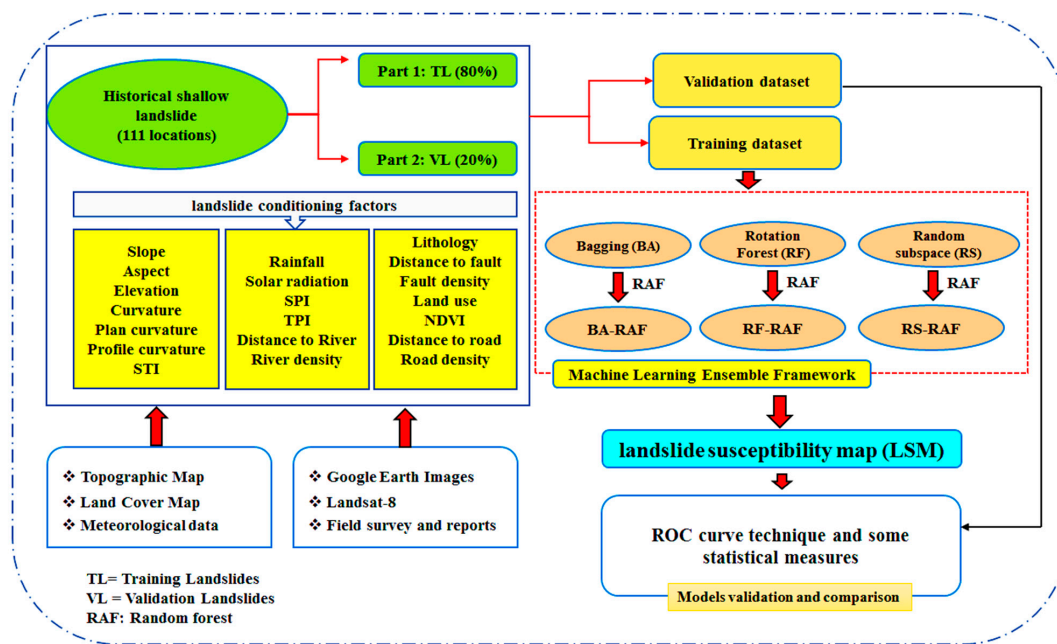 Historical shallow
landslide
(111 locations)
Part 1: TL (80%)
Part 2: VL (20%)
landslide conditioning factors
Slope
Aspect
Elevation
Curvature
Plan curvature
Profile curvature
STI
Rainfall
Solar radiation
SPI
TPI
Distance to River
River density
Lithology
Distance to fault
Fault density
Land use
NDVI
Distance to road
Road density
❖ Topographic Map
❖ Land Cover Map
❖ Meteorological data
❖ Google Earth Images
❖ Landsat-8
❖ Field survey and reports
TL= Training Landslides
VL = Validation Landslides
RAF: Random forest
Validation dataset
Training dataset
Bagging (BA)
Rotation
Forest (RF)
Random
subspace (RS)
RAF
RAF
RAF
BA-RAF
RF-RAF
RS-RAF
Machine Learning Ensemble Framework
landslide susceptibility map (LSM)
ROC curve technique and some
statistical measures
Models validation and comparison